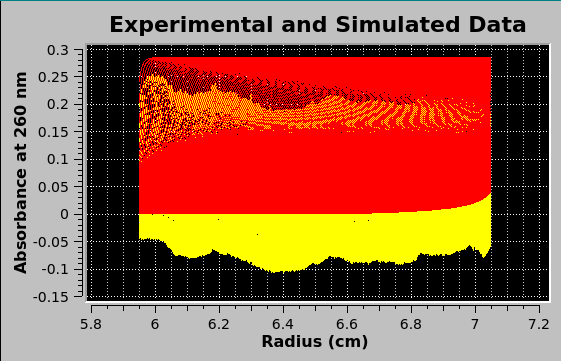 Experimental and Simulated Data
Absorbance at 260 nm
0.3
0.25
0.2
0.15
0.1
0.05
0
-0.05
-0.1
-0.15
5.8 6 6.2 6.4 6.6 6.8 7 7.2
Radius (cm)